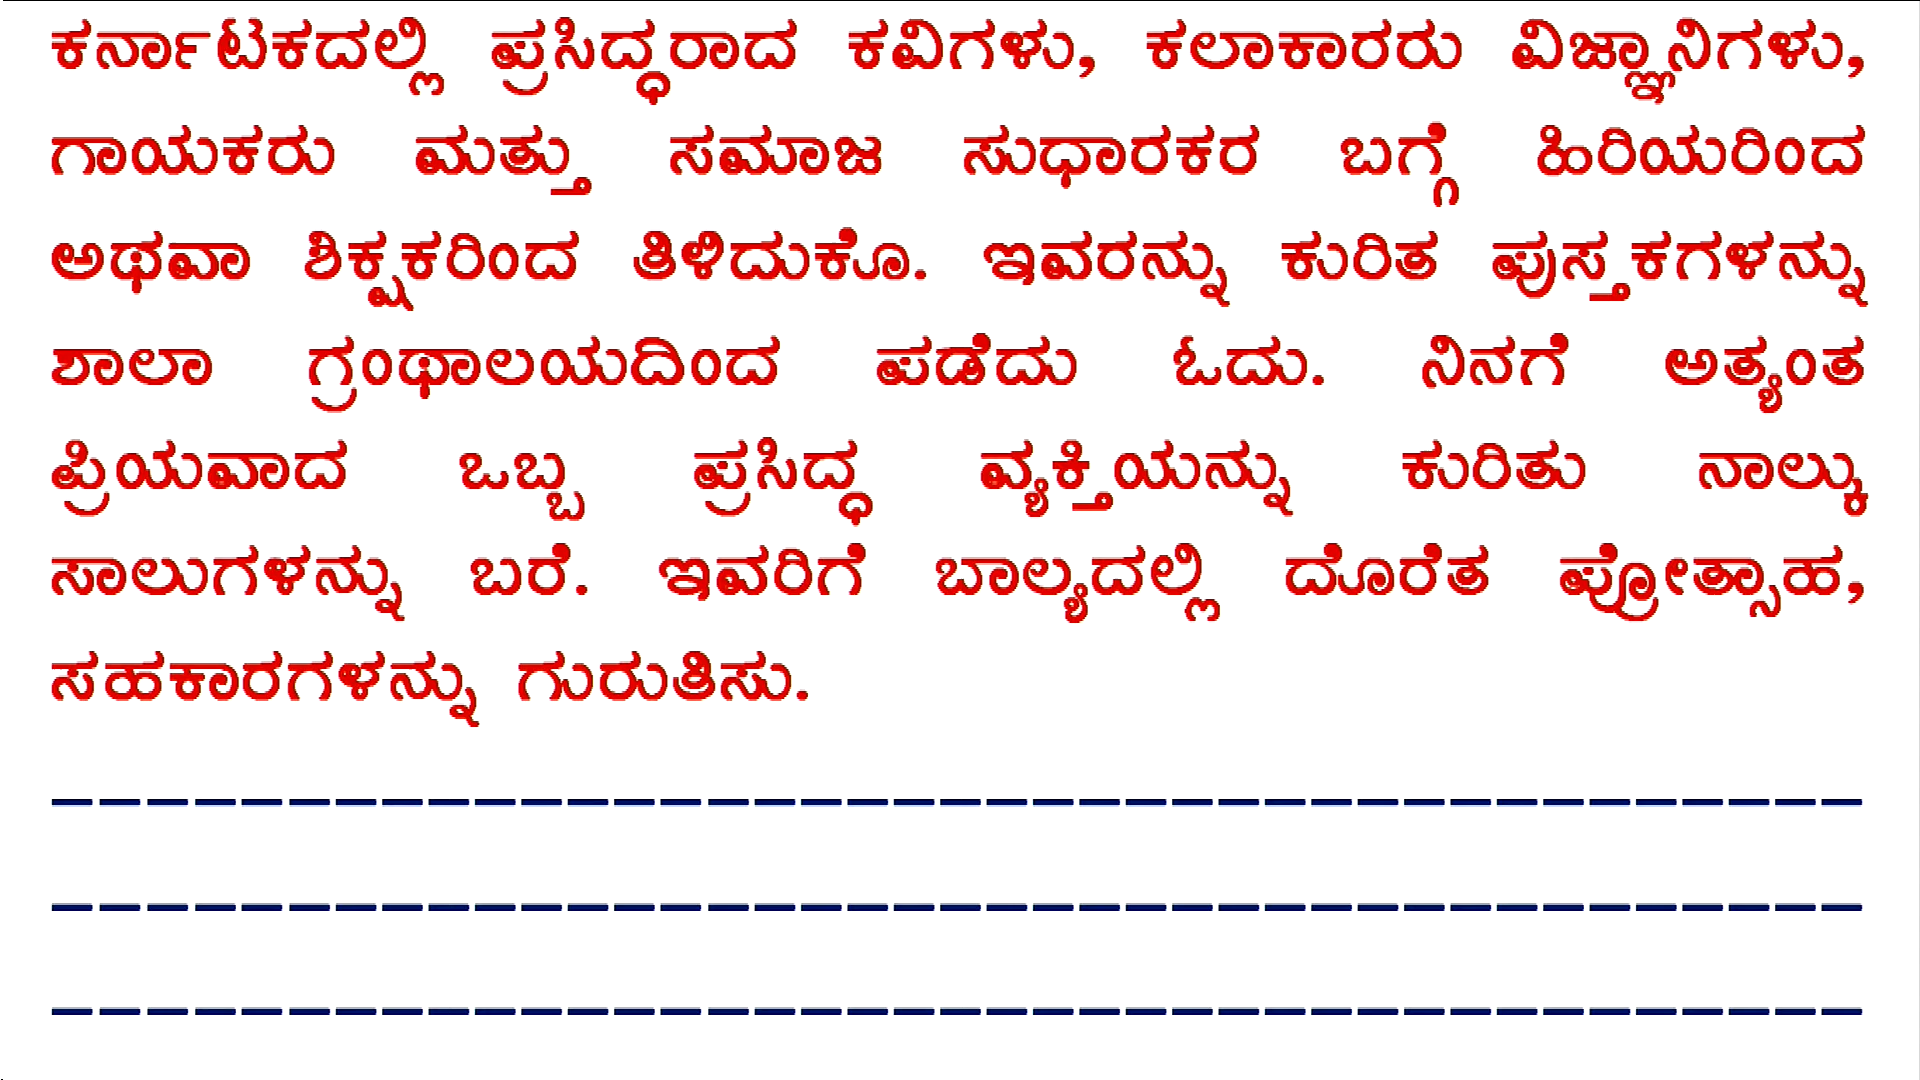 ಕರ್ನಾಟಕದಲ್ಲಿ ಪ್ರಸಿದ್ಧರಾದ ಕವಿಗಳು, ಕಲಾಕಾರರು ವಿಜ್ಞಾನಿಗಳು,
ಗಾಯಕರು ಮತ್ತು ಸಮಾಜ ಸುಧಾರಕರ ಬಗ್ಗೆ ಹಿರಿಯರಿಂದ
ಅಥವಾ ಶಿಕ್ಷಕರಿಂದ ತಿಳಿದುಕೊ. ಇವರನ್ನು ಕುರಿತ ಪುಸ್ತಕಗಳನ್ನು
ಶಾಲಾ ಗ್ರಂಥಾಲಯದಿಂದ ಪಡೆದು ಓದು. ನಿನಗೆ ಅತ್ಯಂತ
ಪ್ರಿಯವಾದ ಒಬ್ಬ ಪ್ರಸಿದ್ಧ ವ್ಯಕ್ತಿಯನ್ನು ಕುರಿತು ನಾಲ್ಕು
ಸಾಲುಗಳನ್ನು ಬರೆ. ಇವರಿಗೆ ಬಾಲ್ಯದಲ್ಲಿ ದೊರೆತ ಪ್ರೋತ್ಸಾಹ,
ಸಹಕಾರಗಳನ್ನು ಗುರುತಿಸು.